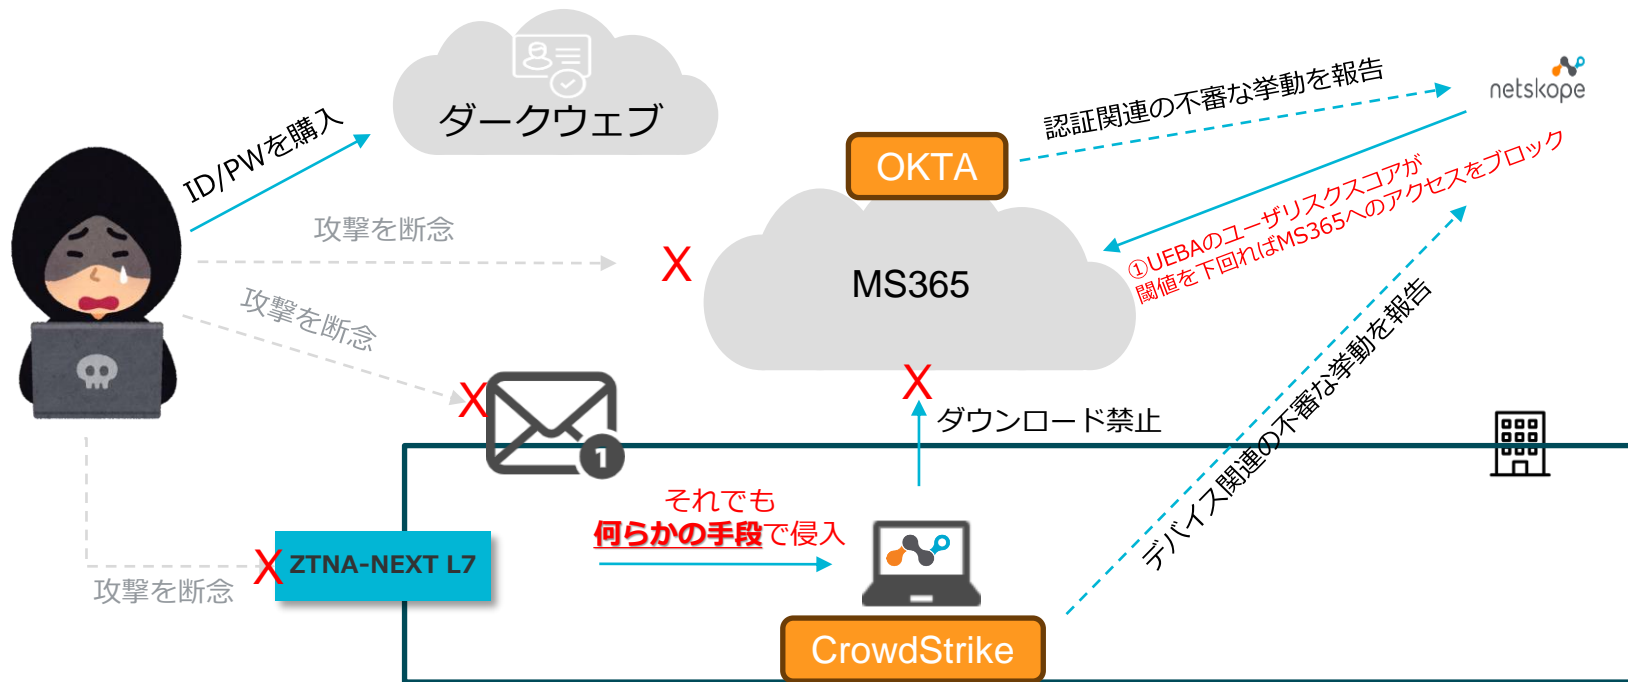 ダークウェブ
ID/PWを購入
認証関連の不審な挙動を報告
netskope
OKTA
攻撃を断念
X
MS365
①UEBAのユーザリスクスコアが
閾値を下回ればMS365へのアクセスをブロック
攻撃を断念
X
X
ダウンロード禁止
デバイス関連の不審な挙動を報告
1
それでも
何らかの手段で侵入
X
ZTNA-NEXT L7
攻撃を断念
CrowdStrike